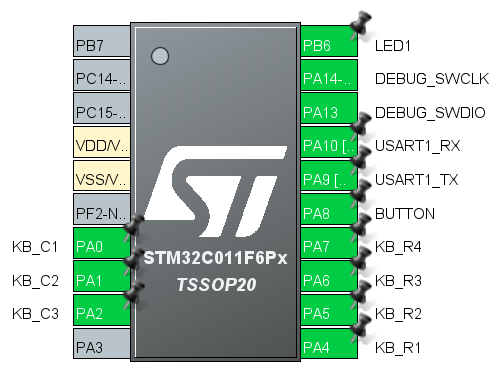 PB7 PB6 LED1
PC14-.. PA14-.. DEBUG_SWCLK
PC15-.. PA13 DEBUG_SWDIO
VDD/V.. PA10 [.. USART1_RX
VSS/V.. PA9 [.. USART1_TX
PF2-N.. PA8 BUTTON
KB_C1 PA0 PA7 KB_R4
STM32C011F6Px
KB_C2 PA1 PA6 KB_R3
TSSOP20
KB_C3 PA2 PA5 KB_R2
PA3 PA4 KB_R1